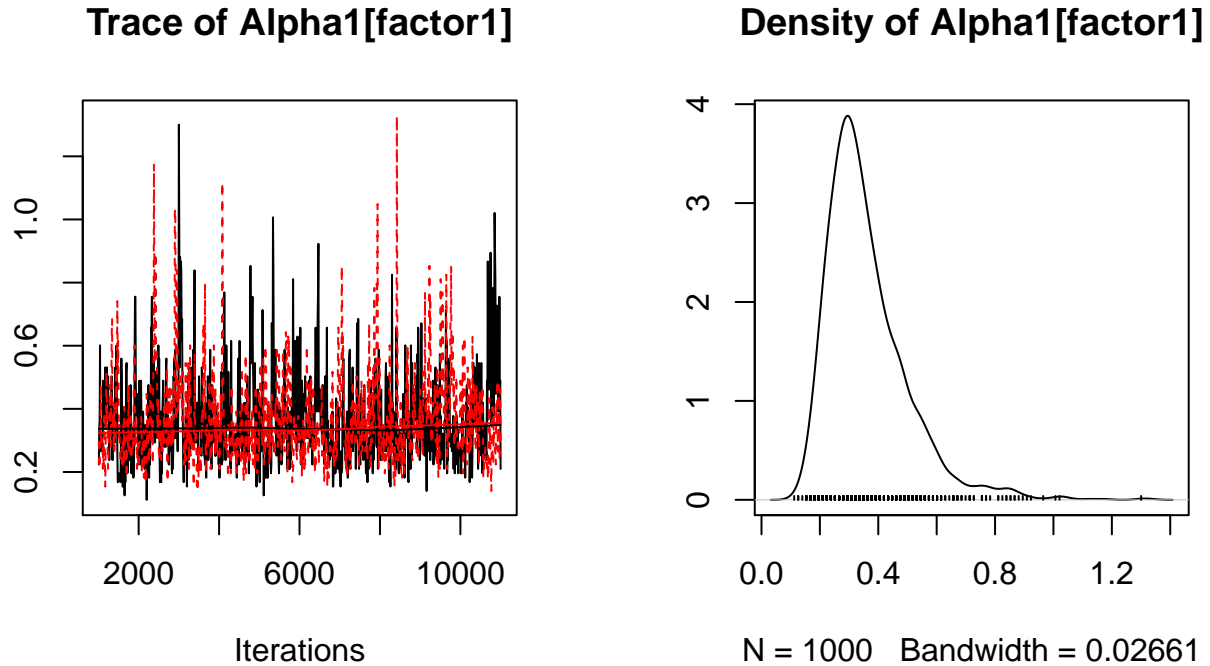 Trace of Alpha1[factor1]
1.0
0.6
0.2
2000 6000 10000
Iterations
Density of Alpha1[factor1]
4
3
2
1
0
0.0 0.4 0.8 1.2
N = 1000 Bandwidth = 0.02661